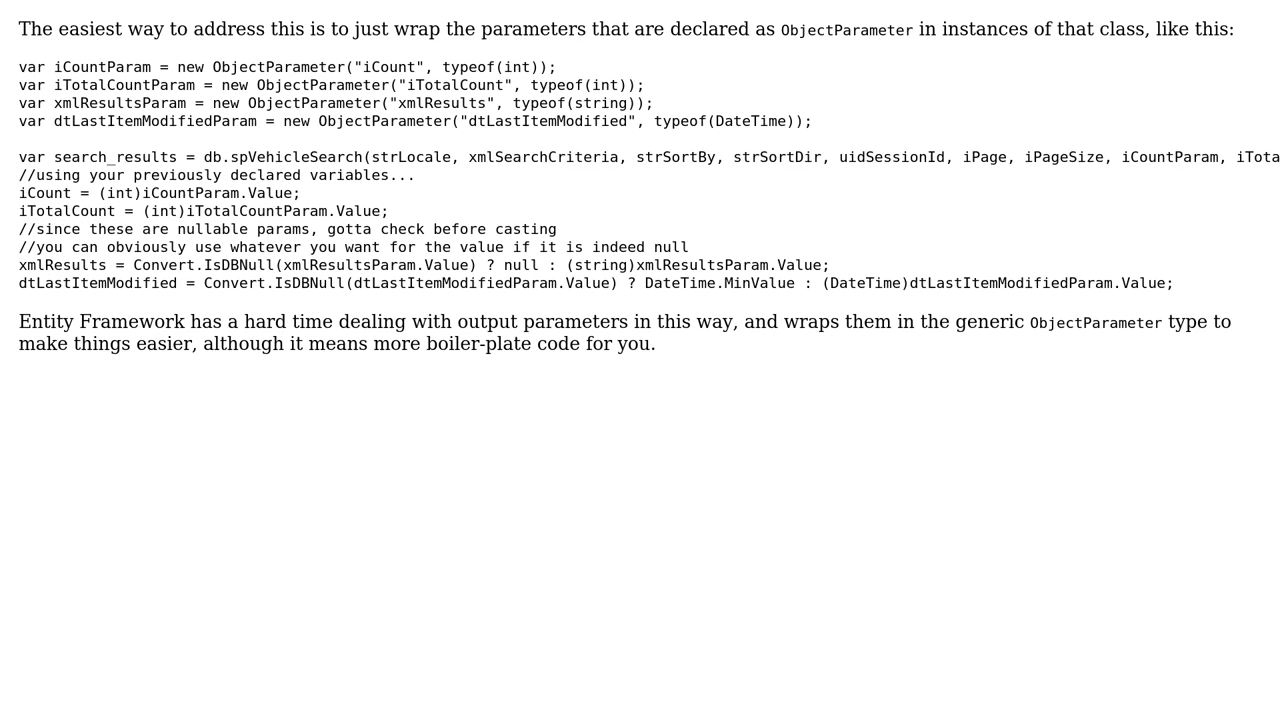 The easiest way to address this is to just wrap the parameters that are declared as ObjectParameter in instances of that class, like this:
var iCountParam = new ObjectParameter("iCount", typeof(int));
var iTotalCountParam = new ObjectParameter("iTotalCount", typeof(int));
var xmlResultsParam = new ObjectParameter("xmlResults", typeof(string));
var dtLastItemModifiedParam = new ObjectParameter("dtLastItemModified", typeof(DateTime));
var search_results = db.spVehicleSearch(strLocale, xmlSearchCriteria, strSortBy, strSortDir, uidSessionId, iPage, iPageSize, iCountParam, iTota
//using your previously declared variables...
iCount = (int)iCountParam.Value;
iTotalCount = (int)iTotalCountParam.Value;
//since these are nullable params, gotta check before casting
//you can obviously use whatever you want for the value if it is indeed null
xmlResults = Convert.IsDBNull(xmlResultsParam.Value) ? null : (string)xmlResultsParam.Value;
dtLastItemModified = Convert.IsDBNull(dtLastItemModifiedParam.Value) ? DateTime.MinValue : (DateTime)dtLastItemModifiedParam.Value;
Entity Framework has a hard time dealing with output parameters in this way, and wraps them in the generic ObjectParameter type to
make things easier, although it means more boiler-plate code for you.